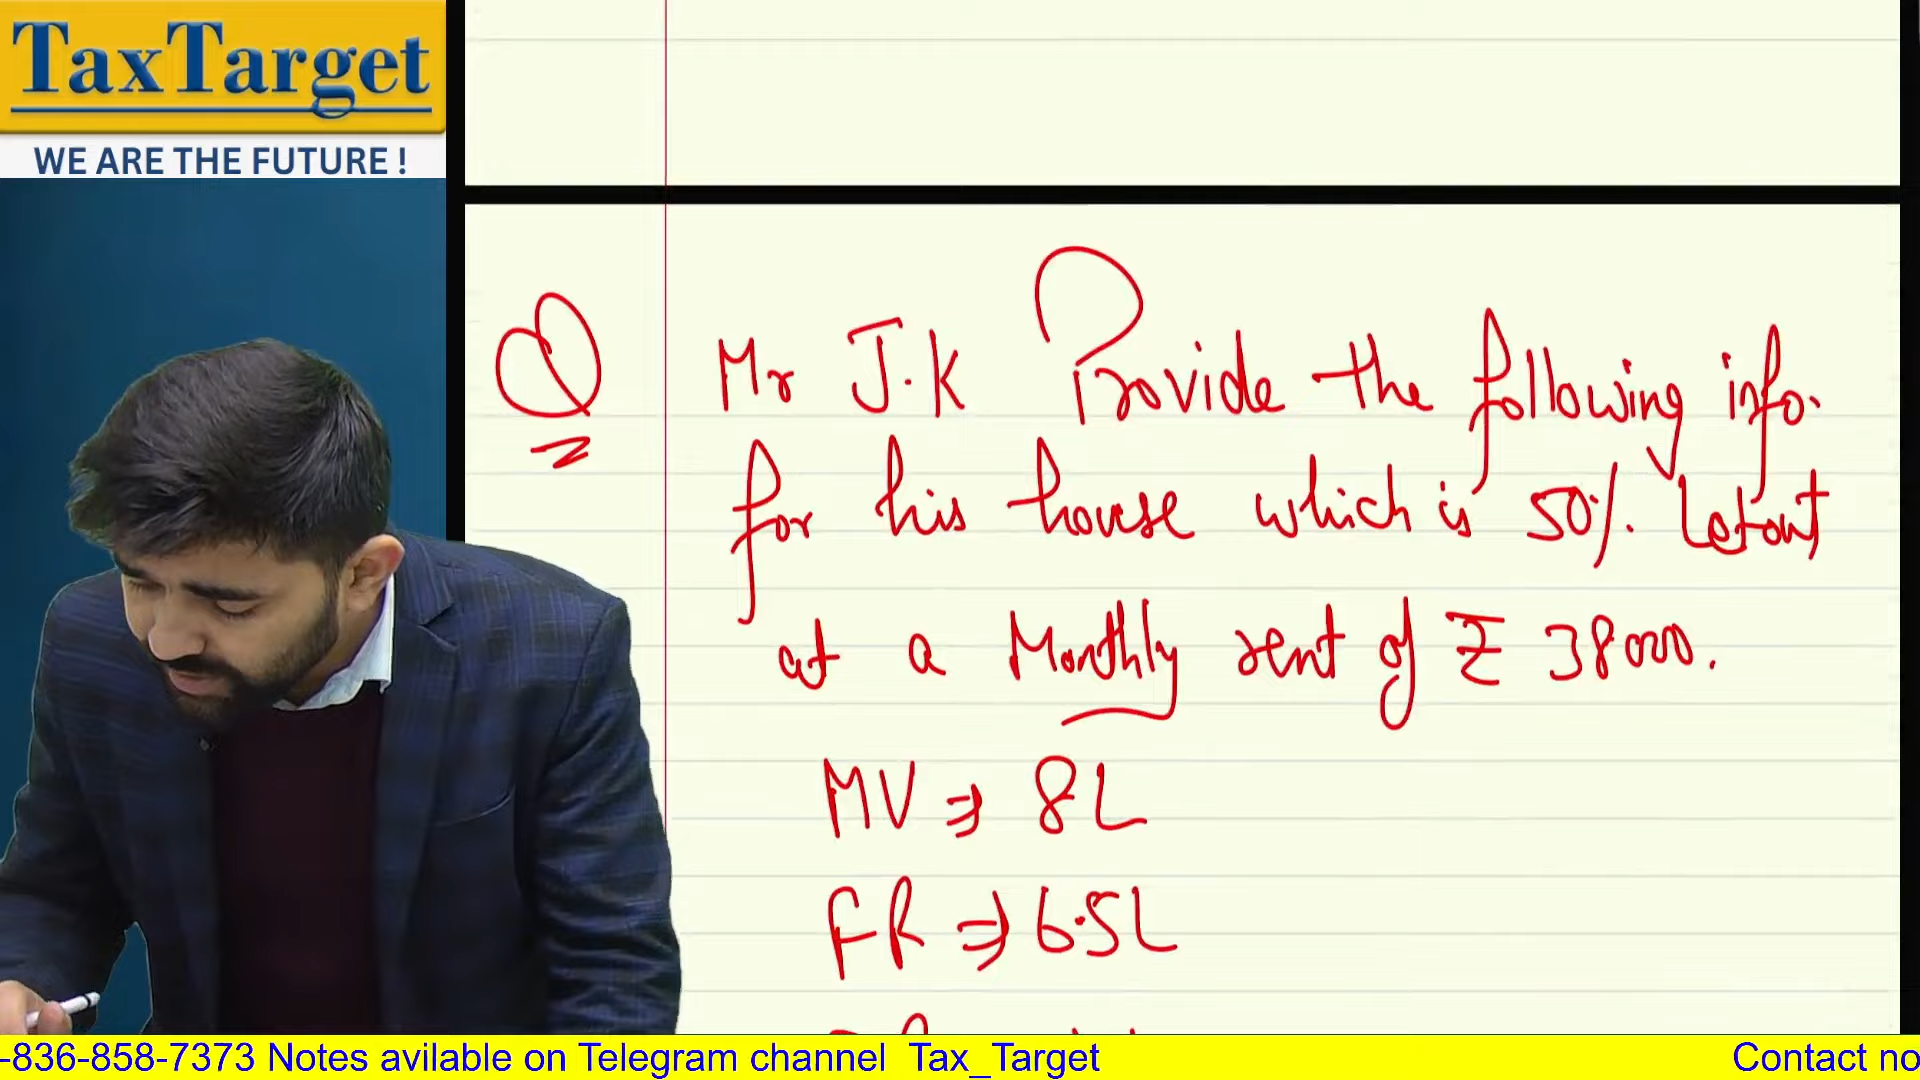 TaxTarget
WE ARE THE FUTURE !
Q
Mr J.K Provide the following info.
for his house which is 50%. Letout
at a Monthly rent of ₹ 38000.
MV ⇒ 8L
FR ⇒ 6.5L
-836-858-7373 Notes avilable on Telegram channel Tax_Target
Contact no